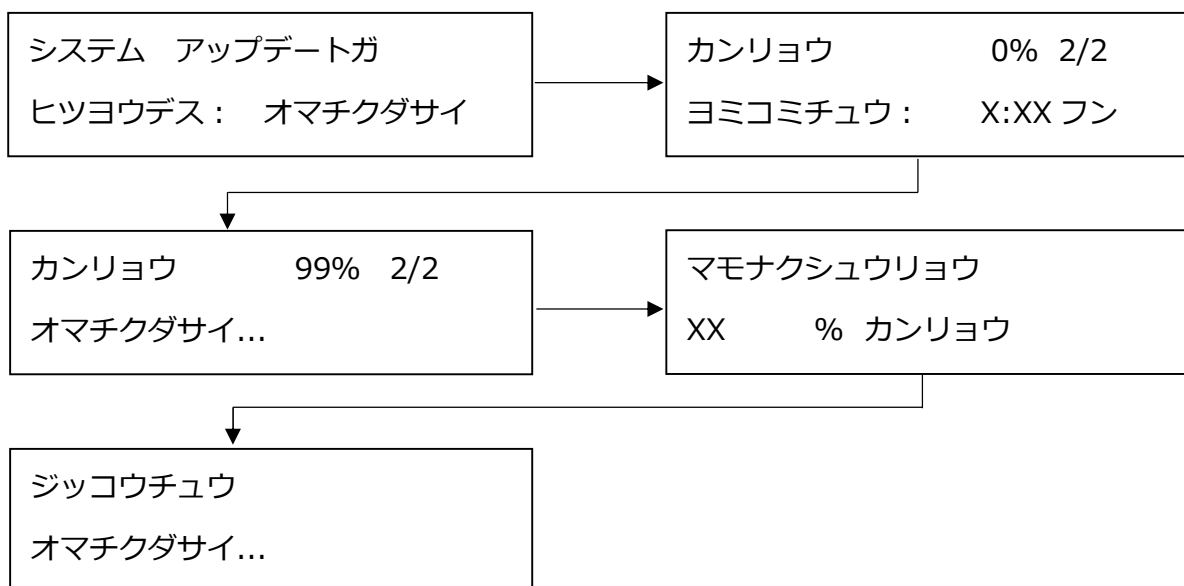 システム　アップデートガ
ヒツヨウデス：　オマチクダサイ
カンリョウ　0%　2/2
ヨミコミチュウ：　X:XX フン
カンリョウ　99%　2/2
オマチクダサイ...
マモナクシュウリョウ
XX　% カンリョウ
ジッコウチュウ
オマチクダサイ...